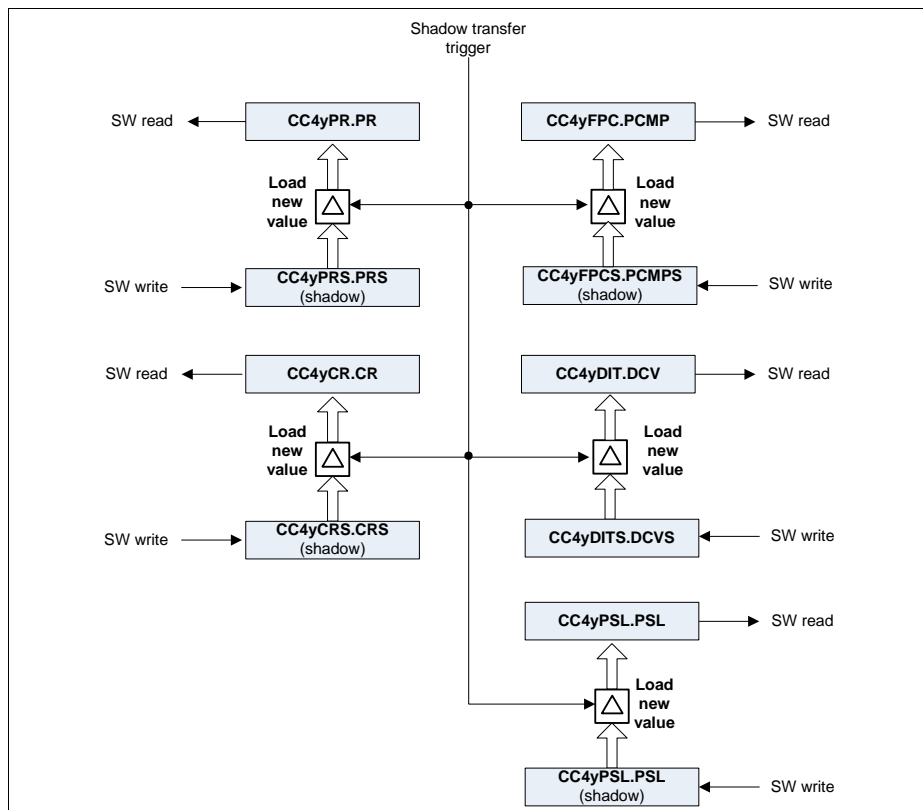 Shadow transfer
trigger
SW read
CC4yPR.PR
CC4yFPC.PCMP
SW read
Load
new
value
Load
new
value
SW write
CC4yPRS.PRS
(shadow)
CC4yFPCS.PCMPS
(shadow)
SW write
SW read
CC4yCR.CR
CC4yDIT.DCV
SW read
Load
new
value
Load
new
value
SW write
CC4yCRS.CRS
(shadow)
CC4yDITS.DCVS
SW write
CC4yPSL.PSL
SW read
Load
new
value
CC4yPSL.PSL
(shadow)
SW write